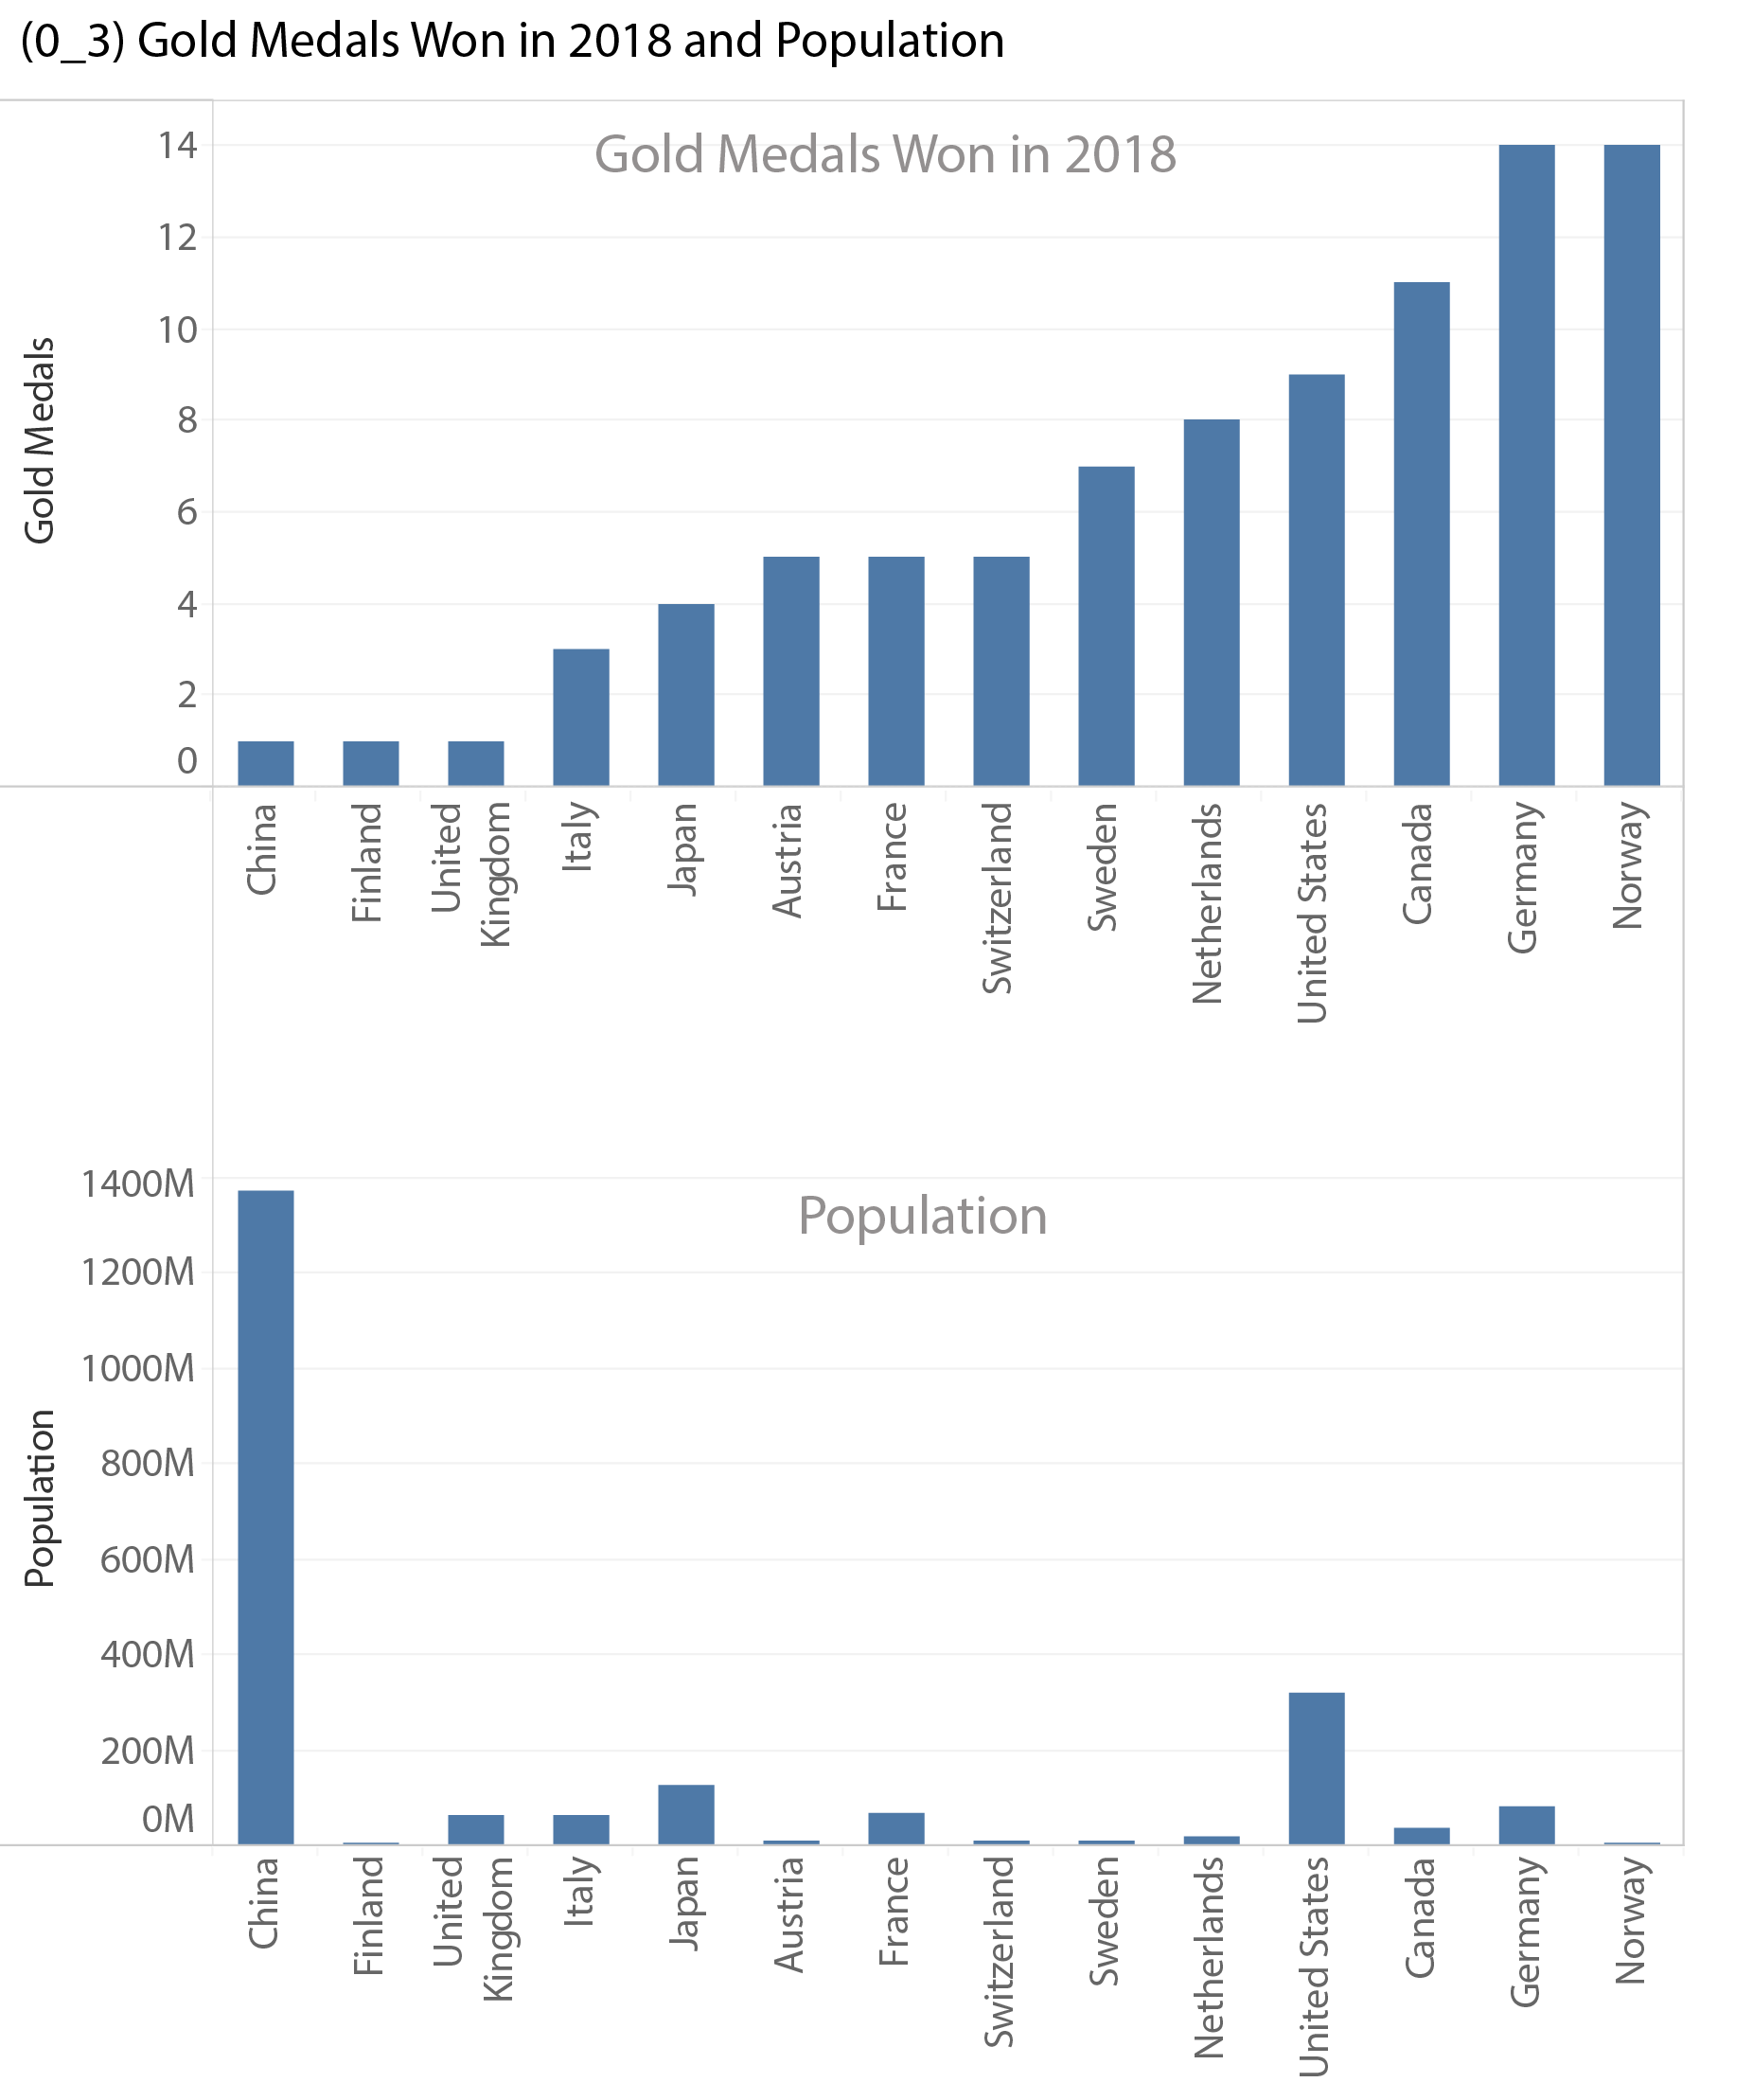 (0_3) Gold Medals Won in 2018 and Population
Gold Medals Won in 2018
Gold Medals
14
12
10
8
6
4
2
0
China
Finland
United
Kingdom
Italy
Japan
Austria
France
Switzerland
Sweden
Netherlands
United States
Canada
Germany
Norway
Population
Population
1400M
1200M
1000M
800M
600M
400M
200M
0M
China
Finland
United
Kingdom
Italy
Japan
Austria
France
Switzerland
Sweden
Netherlands
United States
Canada
Germany
Norway